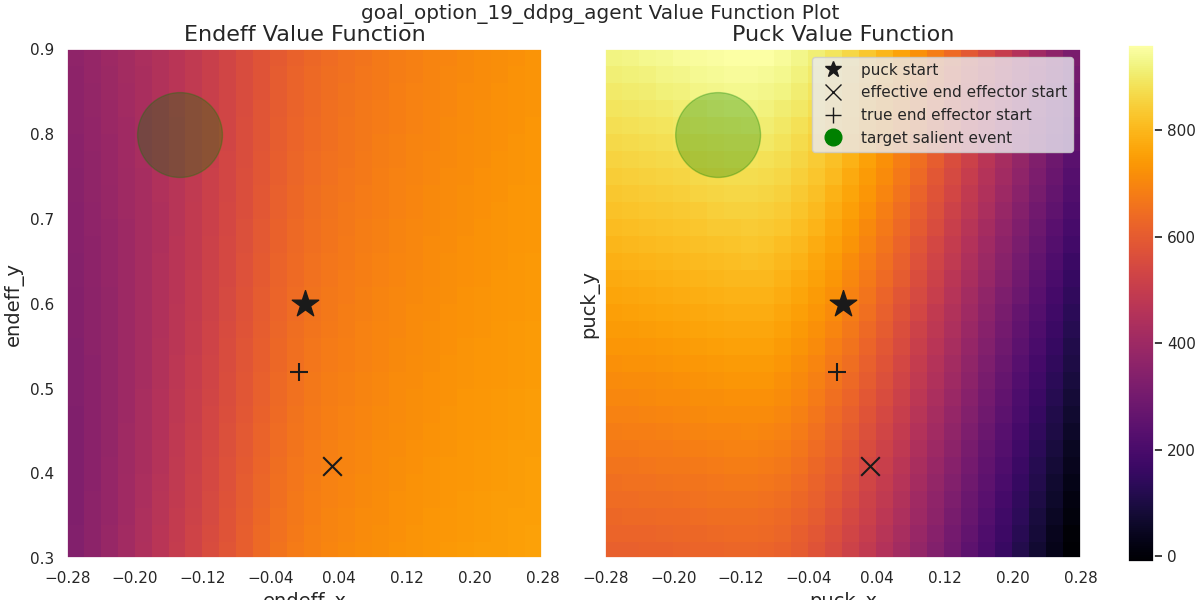 goal_option_19_ddpg_agent Value Function Plot
Endeff Value Function
Puck Value Function
0.9
0.8
0.7
0.6
0.5
0.4
0.3
endeff_y
−0.28 −0.20 −0.12 −0.04 0.04 0.12 0.20 0.28
endeff_x
puck_y
puck start
effective end effector start
true end effector start
target salient event
−0.28 −0.20 −0.12 −0.04 0.04 0.12 0.20 0.28
puck_x
800
600
400
200
0